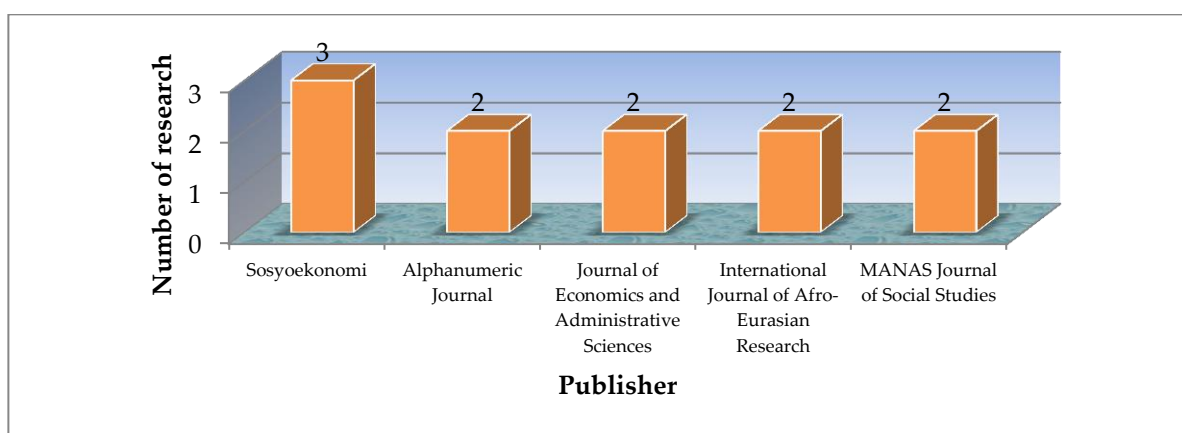 Number of research
3
2
1
0
3
2
2
2
2
Sosyoekonomi
Alphanumeric
Journal
Journal of
Economics and
Administrative
Sciences
International
Journal of Afro-
Eurasian
Research
MANAS Journal
of Social Studies
Publisher